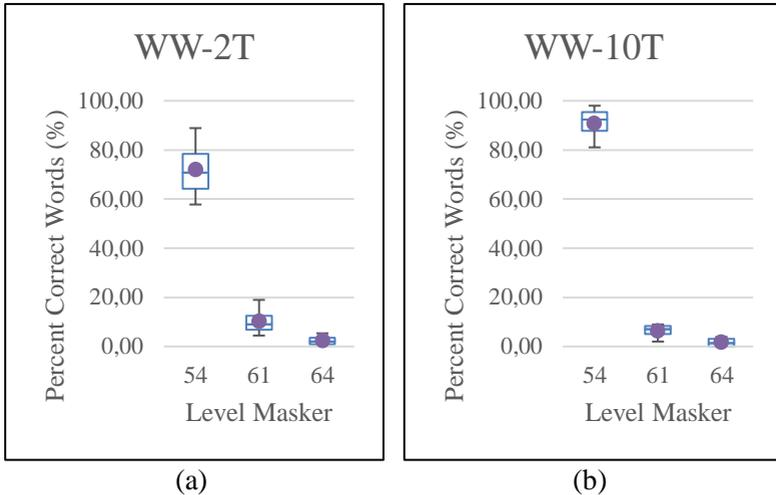 WW-2T
Percent Correct Words (%)
100,00
80,00
60,00
40,00
20,00
0,00
54 61 64
Level Masker
(a)
WW-10T
Percent Correct Words (%)
100,00
80,00
60,00
40,00
20,00
0,00
54 61 64
Level Masker
(b)